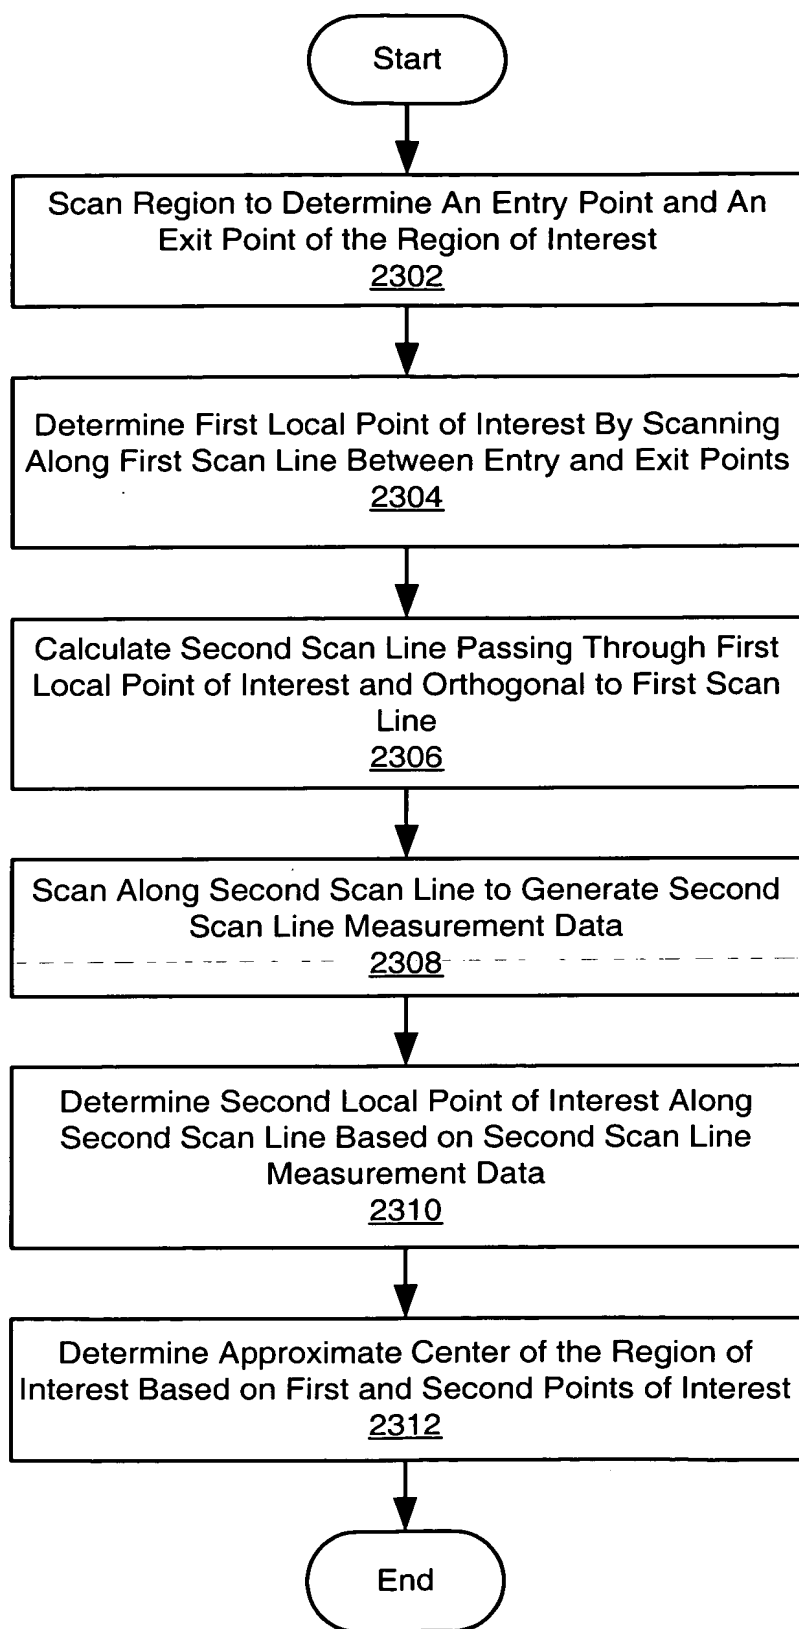 Start
Scan Region to Determine An Entry Point and An
Exit Point of the Region of Interest
2302
Determine First Local Point of Interest By Scanning
Along First Scan Line Between Entry and Exit Points
2304
Calculate Second Scan Line Passing Through First
Local Point of Interest and Orthogonal to First Scan
Line
2306
Scan Along Second Scan Line to Generate Second
Scan Line Measurement Data
2308
Determine Second Local Point of Interest Along
Second Scan Line Based on Second Scan Line
Measurement Data
2310
Determine Approximate Center of the Region of
Interest Based on First and Second Points of Interest
2312
End